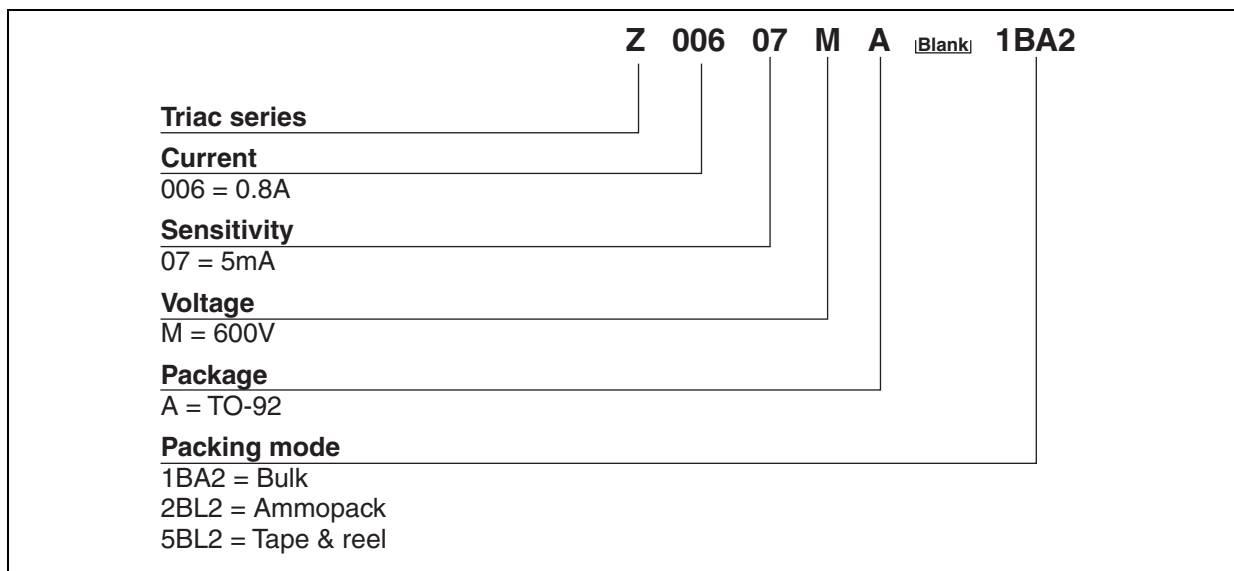 Z 006 07 M A Blank 1BA2
Triac series
Current
006 = 0.8A
Sensitivity
07 = 5mA
Voltage
M = 600V
Package
A = TO-92
Packing mode
1BA2 = Bulk
2BL2 = Ammopack
5BL2 = Tape & reel